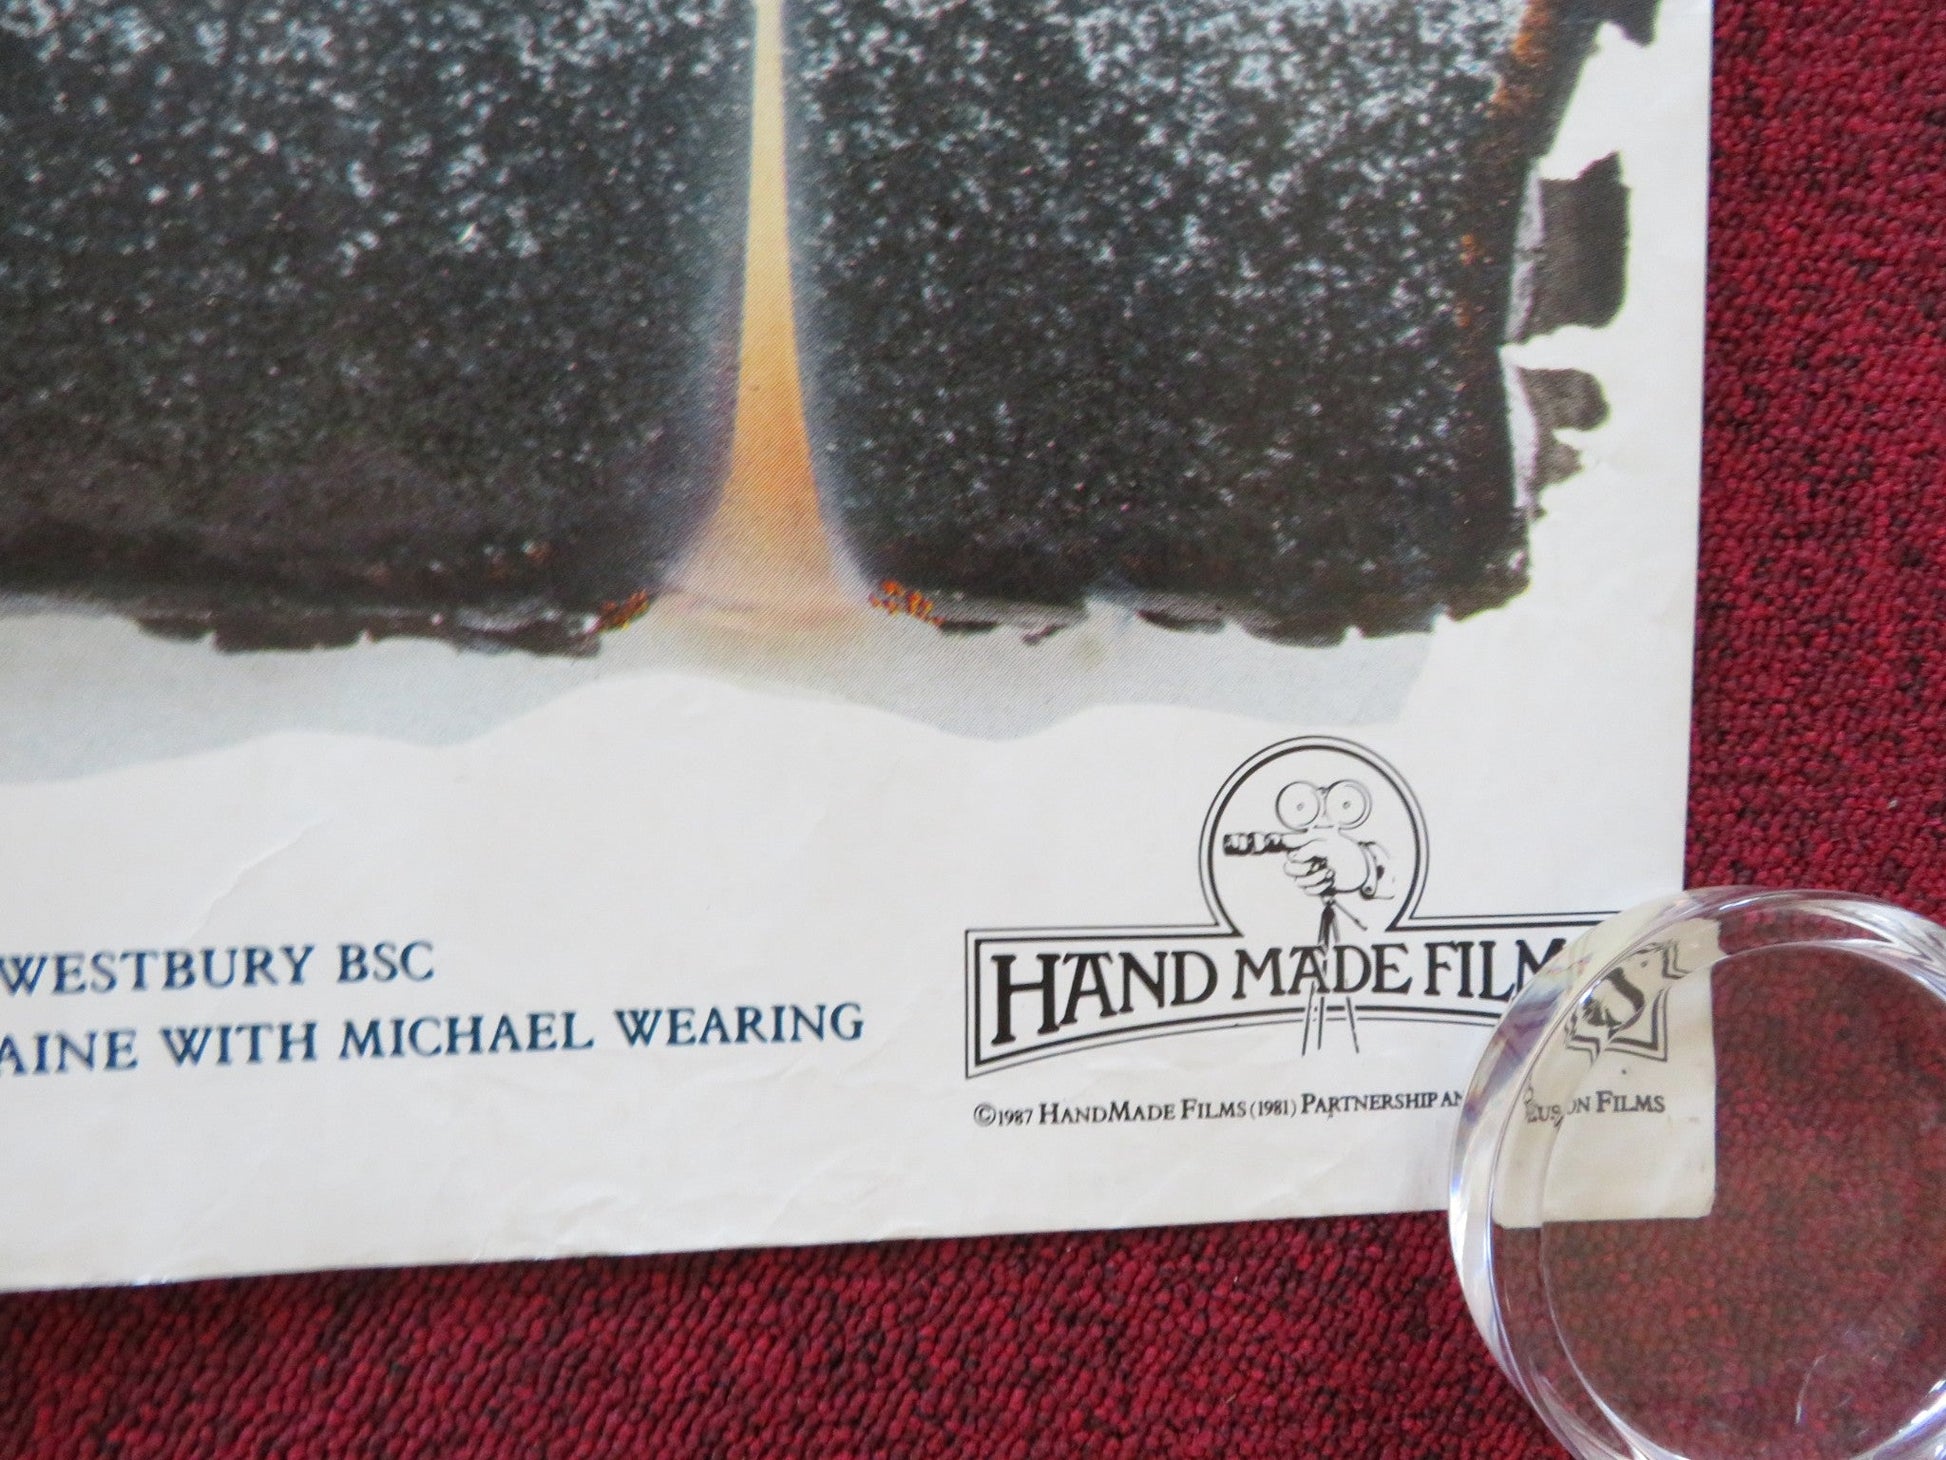 WESTBURY BSC
AINE WITH MICHAEL WEARING
HAND MADE FILMS
©1987 HANDMADE FILMS (1981) PARTNERSHIP AN FILMS